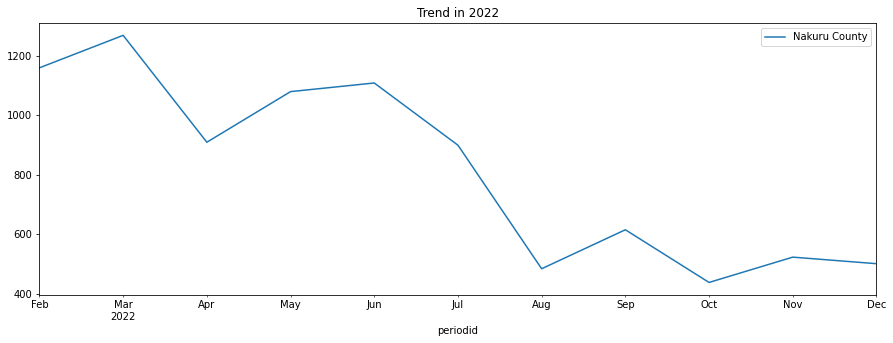 Trend in 2022
Nakuru County
1200
1000
800
600
400
Feb Mar Apr May Jun Jul Aug Sep Oct Nov Dec
2022
periodid